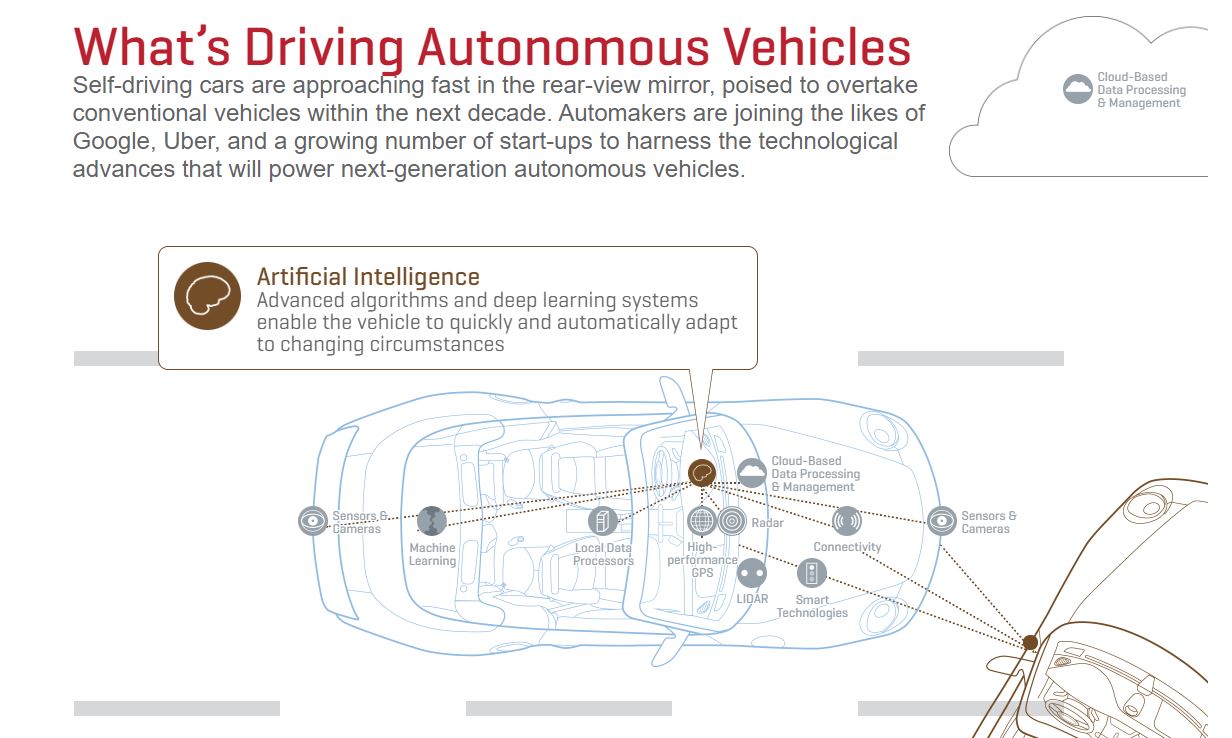 What's Driving Autonomous Vehicles
Self-driving cars are approaching fast in the rear-view mirror, poised to overtake
conventional vehicles within the next decade. Automakers are joining the likes of
Google, Uber, and a growing number of start-ups to harness the technological
advances that will power next-generation autonomous vehicles.
Cloud-Based
Data Processing
& Management
Artificial Intelligence
Advanced algorithms and deep learning systems
enable the vehicle to quickly and automatically adapt
to changing circumstances
Cloud-Based
Data Processing
& Management
Sensors &
Cameras
Machine
Learning
Local Data
Processors
High-
performance
GPS
Radar
Connectivity
Sensors &
Cameras
LIDAR
Smart
Technologies